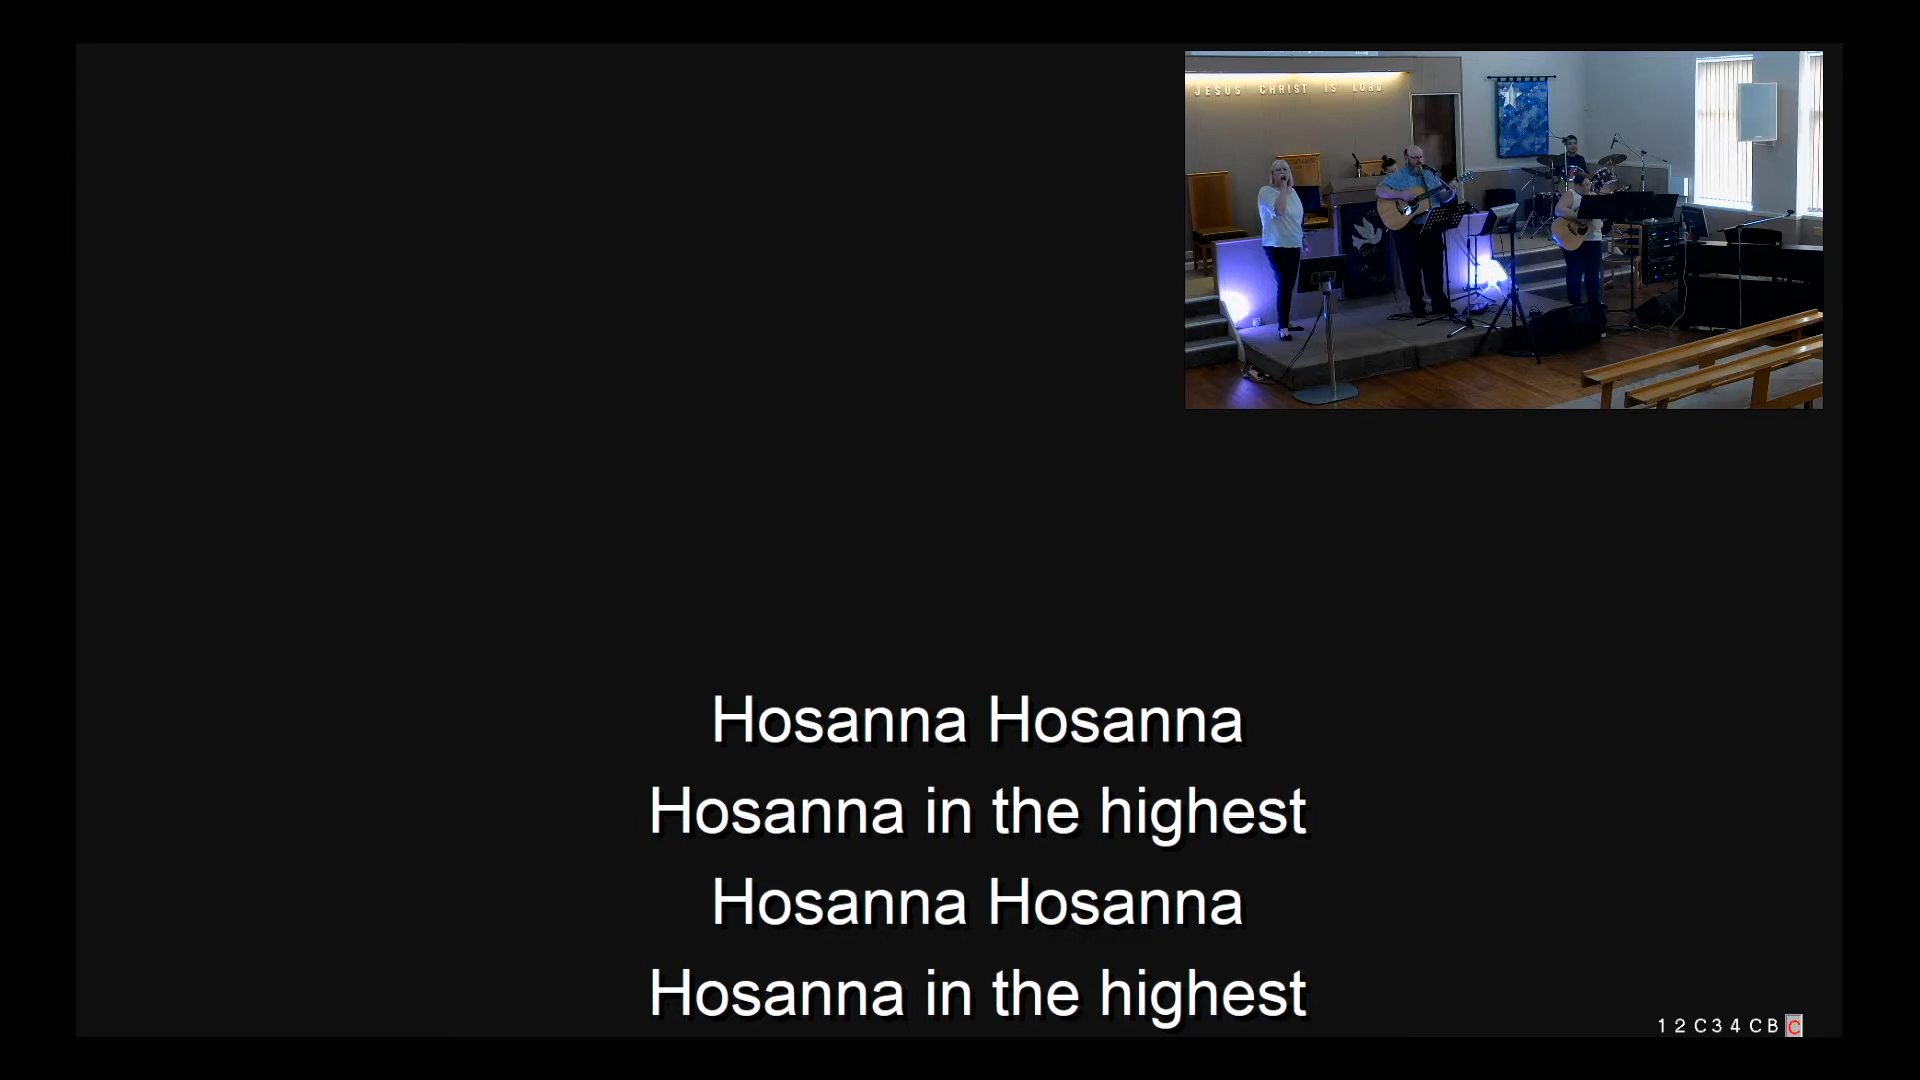 JESUS CHRIST IS LORD
Hosanna Hosanna
Hosanna in the highest
Hosanna Hosanna
Hosanna in the highest
1 2 C 3 4 C B C